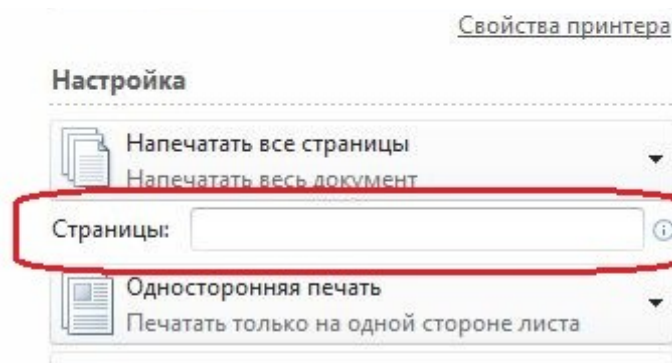 Свойства принтера
Настройка
Напечатать все страницы
Напечатать весь документ
Страницы:
Односторонняя печать
Печатать только на одной стороне листа